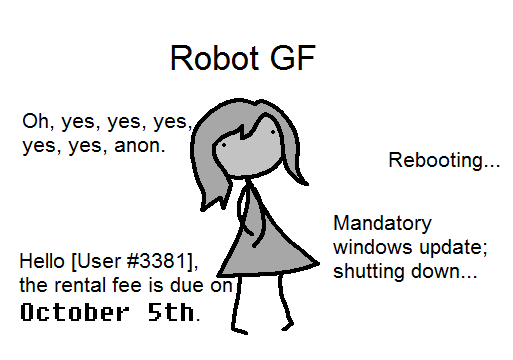 Robot GF
Oh, yes, yes, yes,
yes, yes, anon.
Rebooting...
Mandatory
windows update;
shutting down...
Hello [User #3381],
the rental fee is due on
October 5th.